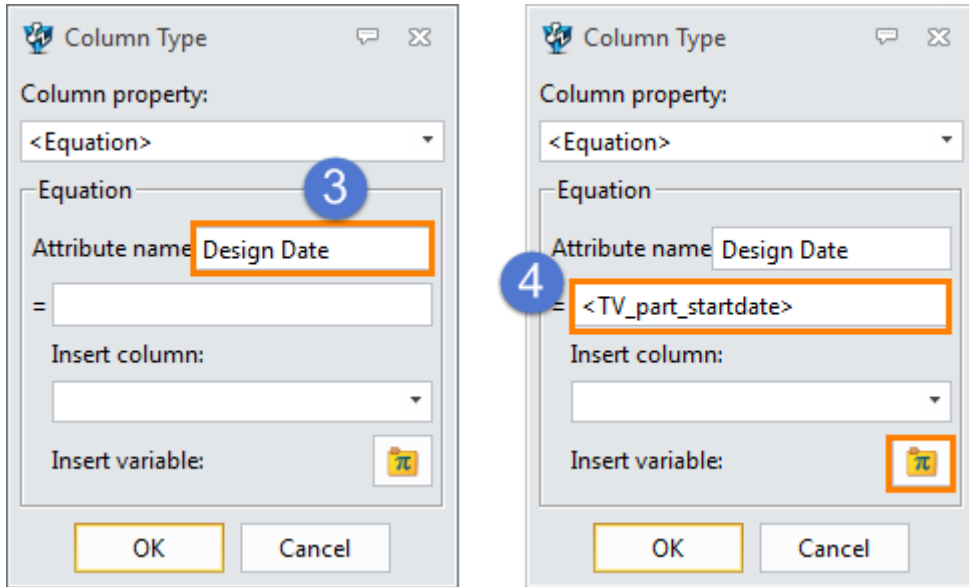 Column Type
Column property:
<Equation>
Equation
3
Attribute name Design Date
=
Insert column:
Insert variable: π
OK Cancel
Column Type
Column property:
<Equation>
Equation
Attribute name Design Date
4
= <TV_part_startdate>
Insert column:
Insert variable: π
OK Cancel